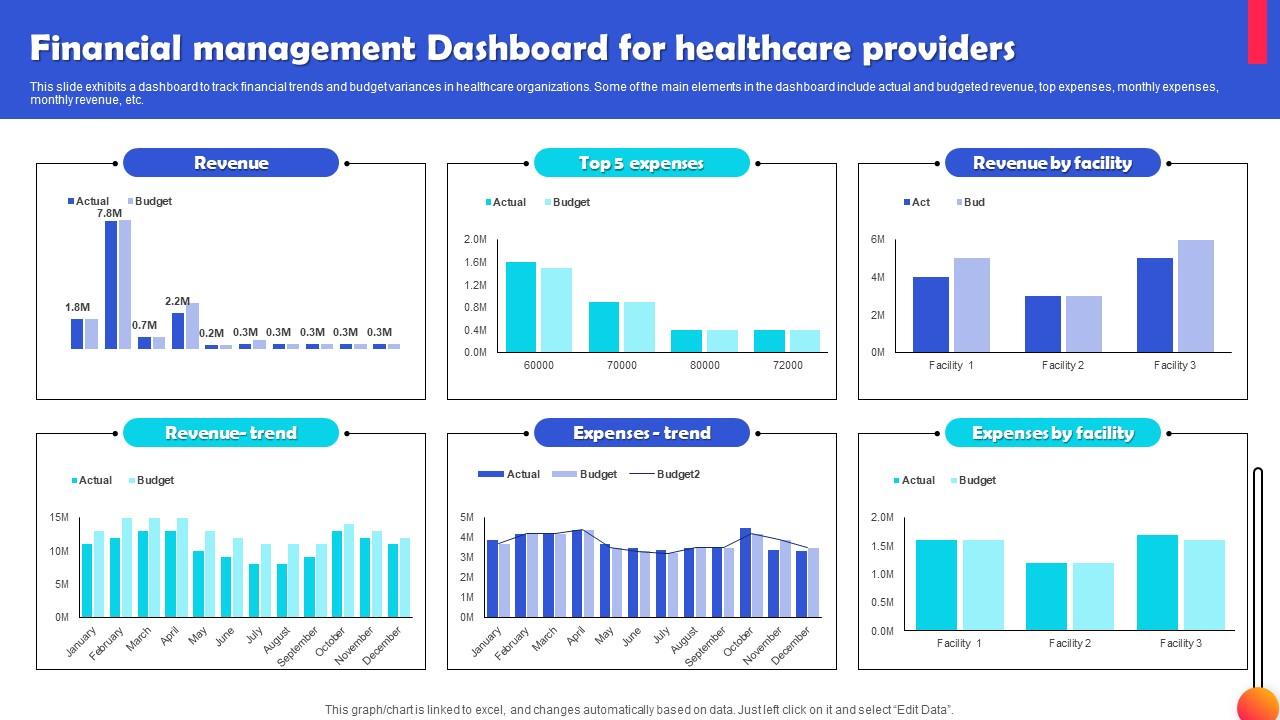 Financial management Dashboard for healthcare providers
This slide exhibits a dashboard to track financial trends and budget variances in healthcare organizations. Some of the main elements in the dashboard include actual and budgeted revenue, top expenses, monthly expenses,
monthly revenue, etc.
Revenue
Actual Budget
7.8M
1.8M
2.2M
0.7M
0.2M 0.3M 0.3M 0.3M 0.3M 0.3M
Top 5 expenses
Actual Budget
2.0M
1.6M
1.2M
0.8M
0.4M
0.0M
60000 70000 80000 72000
Revenue by facility
Act Bud
6M
4M
2M
0M
Facility 1 Facility 2 Facility 3
Revenue- trend
Actual Budget
15M
10M
5M
0M
January February March April May June July August September October November December
Expenses - trend
Actual Budget Budget2
5M
4M
3M
2M
1M
0M
January February March April May June July August September October November December
Expenses by facility
Actual Budget
2.0M
1.5M
1.0M
0.5M
0.0M
Facility 1 Facility 2 Facility 3
This graph/chart is linked to excel, and changes automatically based on data. Just left click on it and select “Edit Data”.